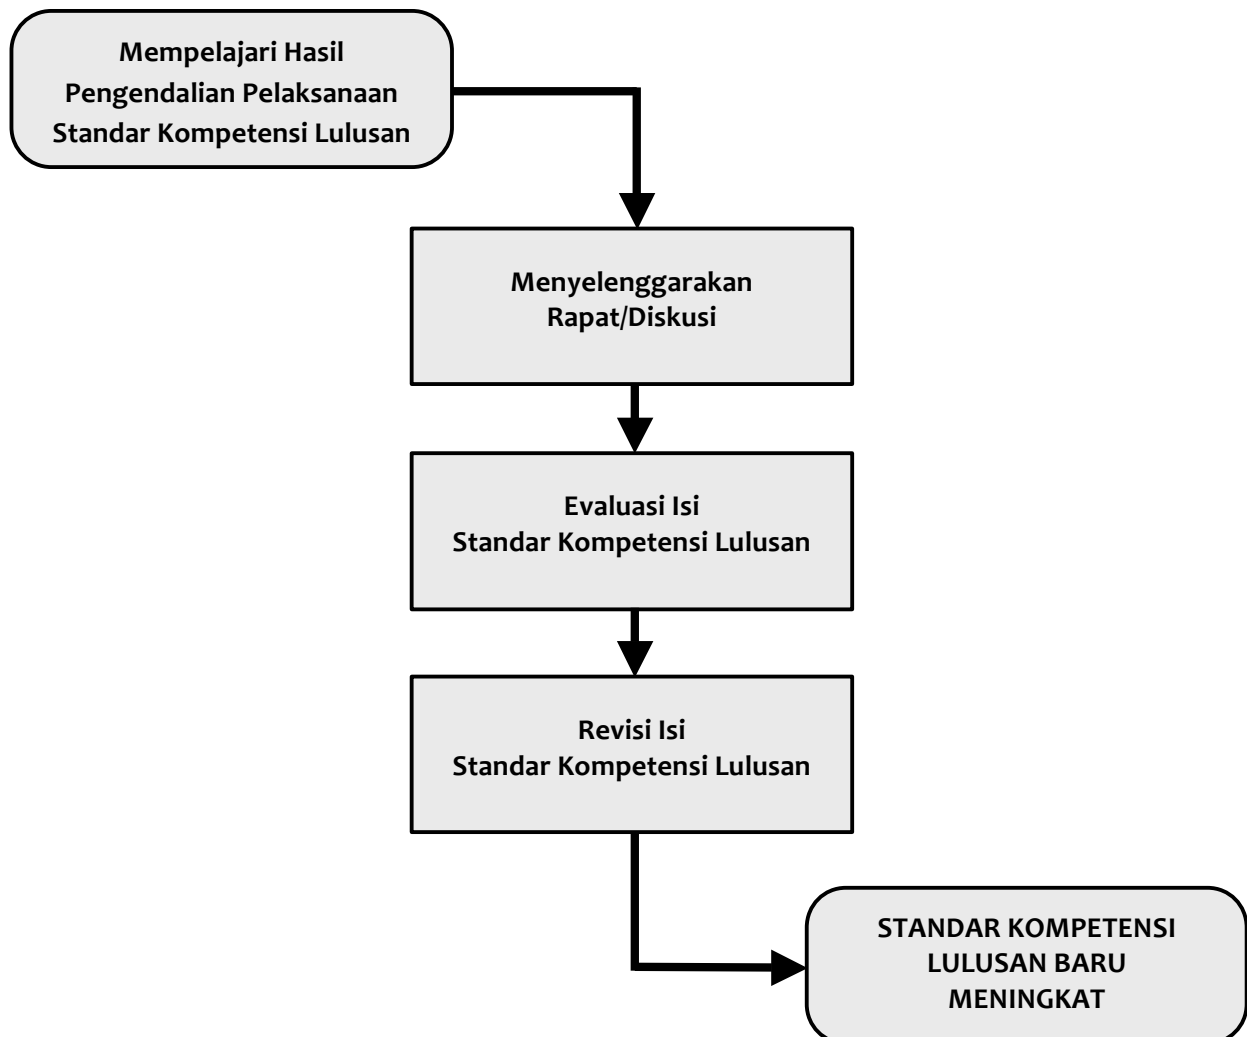 Mempelajari Hasil
Pengendalian Pelaksanaan
Standar Kompetensi Lulusan
Menyelenggarakan
Rapat/Diskusi
Evaluasi Isi
Standar Kompetensi Lulusan
Revisi Isi
Standar Kompetensi Lulusan
STANDAR KOMPETENSI
LULUSAN BARU
MENINGKAT